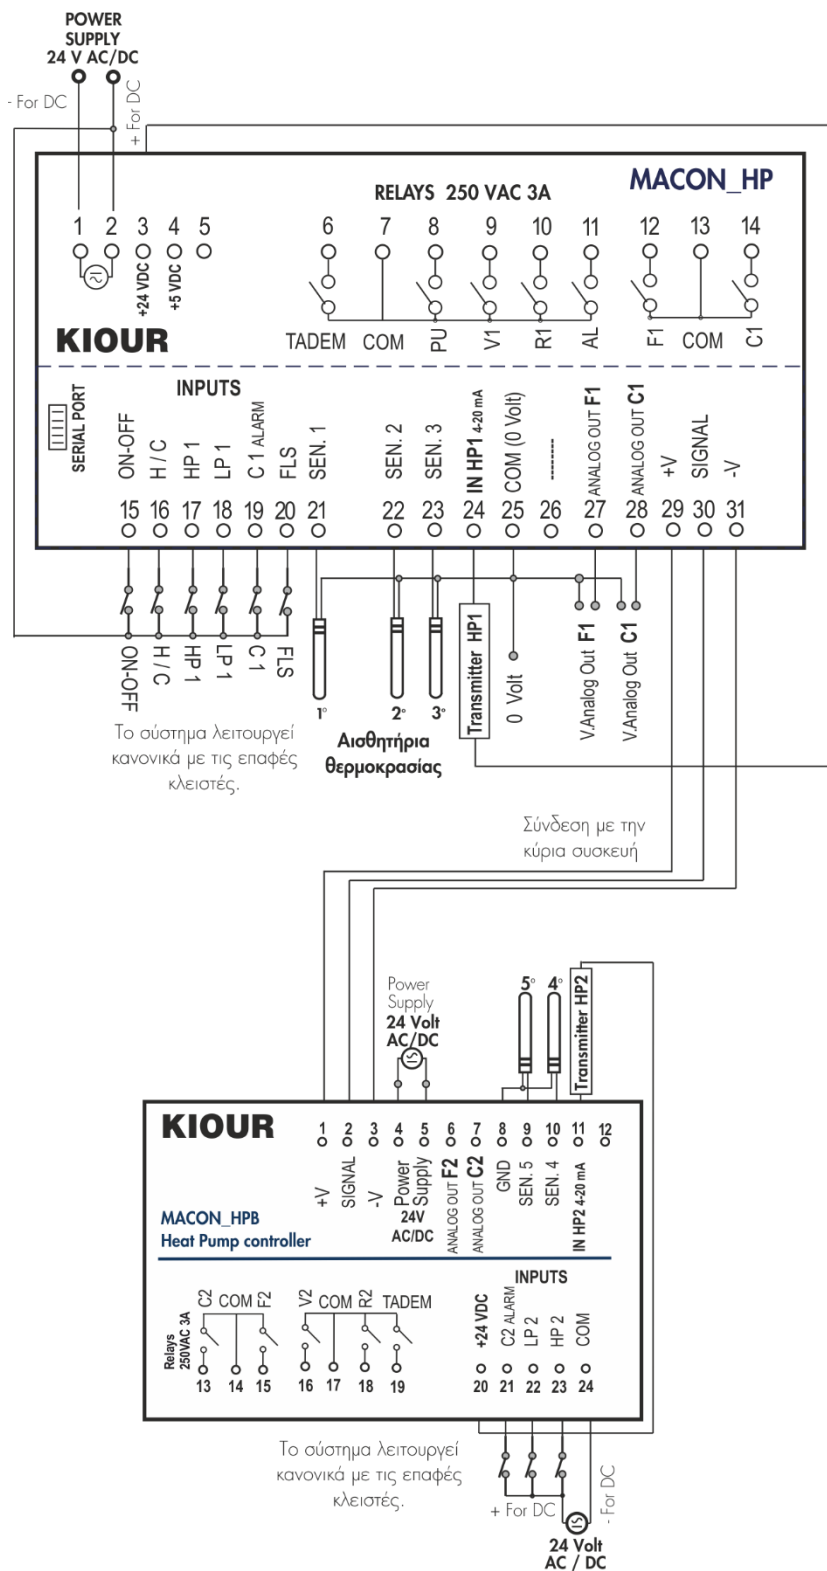 POWER
SUPPLY
24 V AC/DC
- For DC
+ For DC
MACON_HP
RELAYS 250 VAC 3A
1 2 3 4 5 6 7 8 9 10 11 12 13 14
+24 VDC
+5 VDC
KIOUR
TADEM COM PU V1 R1 AL F1 COM C1
SERIAL PORT
INPUTS
ON-OFF
H / C
HP 1
LP 1
C 1 ALARM
FLS
SEN. 1
SEN. 2
SEN. 3
IN HP1 4-20 mA
COM (0 Volt)
----------
ANALOG OUT F1
ANALOG OUT C1
+V
SIGNAL
-V
15 16 17 18 19 20 21 22 23 24 25 26 27 28 29 30 31
ON-OFF
H / C
HP 1
LP 1
C 1
FLS
1°
2°
3°
Transmitter HP1
0 Volt
V.Analog Out F1
V.Analog Out C1
Το σύστημα λειτουργεί
κανονικά με τις επαφές
κλειστές.
Αισθητήρια
θερμοκρασίας
Σύνδεση με την
κύρια συσκευή
Power
Supply
24 Volt
AC/DC
5°
4°
Transmitter HP2
KIOUR
1 2 3 4 5 6 7 8 9 10 11 12
+V
SIGNAL
-V
Power
Supply
24V
AC/DC
ANALOG OUT F2
ANALOG OUT C2
GND
SEN. 5
SEN. 4
IN HP2 4-20 mA
MACON_HPB
Heat Pump controller
INPUTS
Relays
250VAC 3A
C2 COM F2 V2 COM R2 TADEM
+24 VDC
C2 ALARM
LP 2
HP 2
COM
13 14 15 16 17 18 19 20 21 22 23 24
Το σύστημα λειτουργεί
κανονικά με τις επαφές
κλειστές.
+ For DC
- For DC
24 Volt
AC / DC